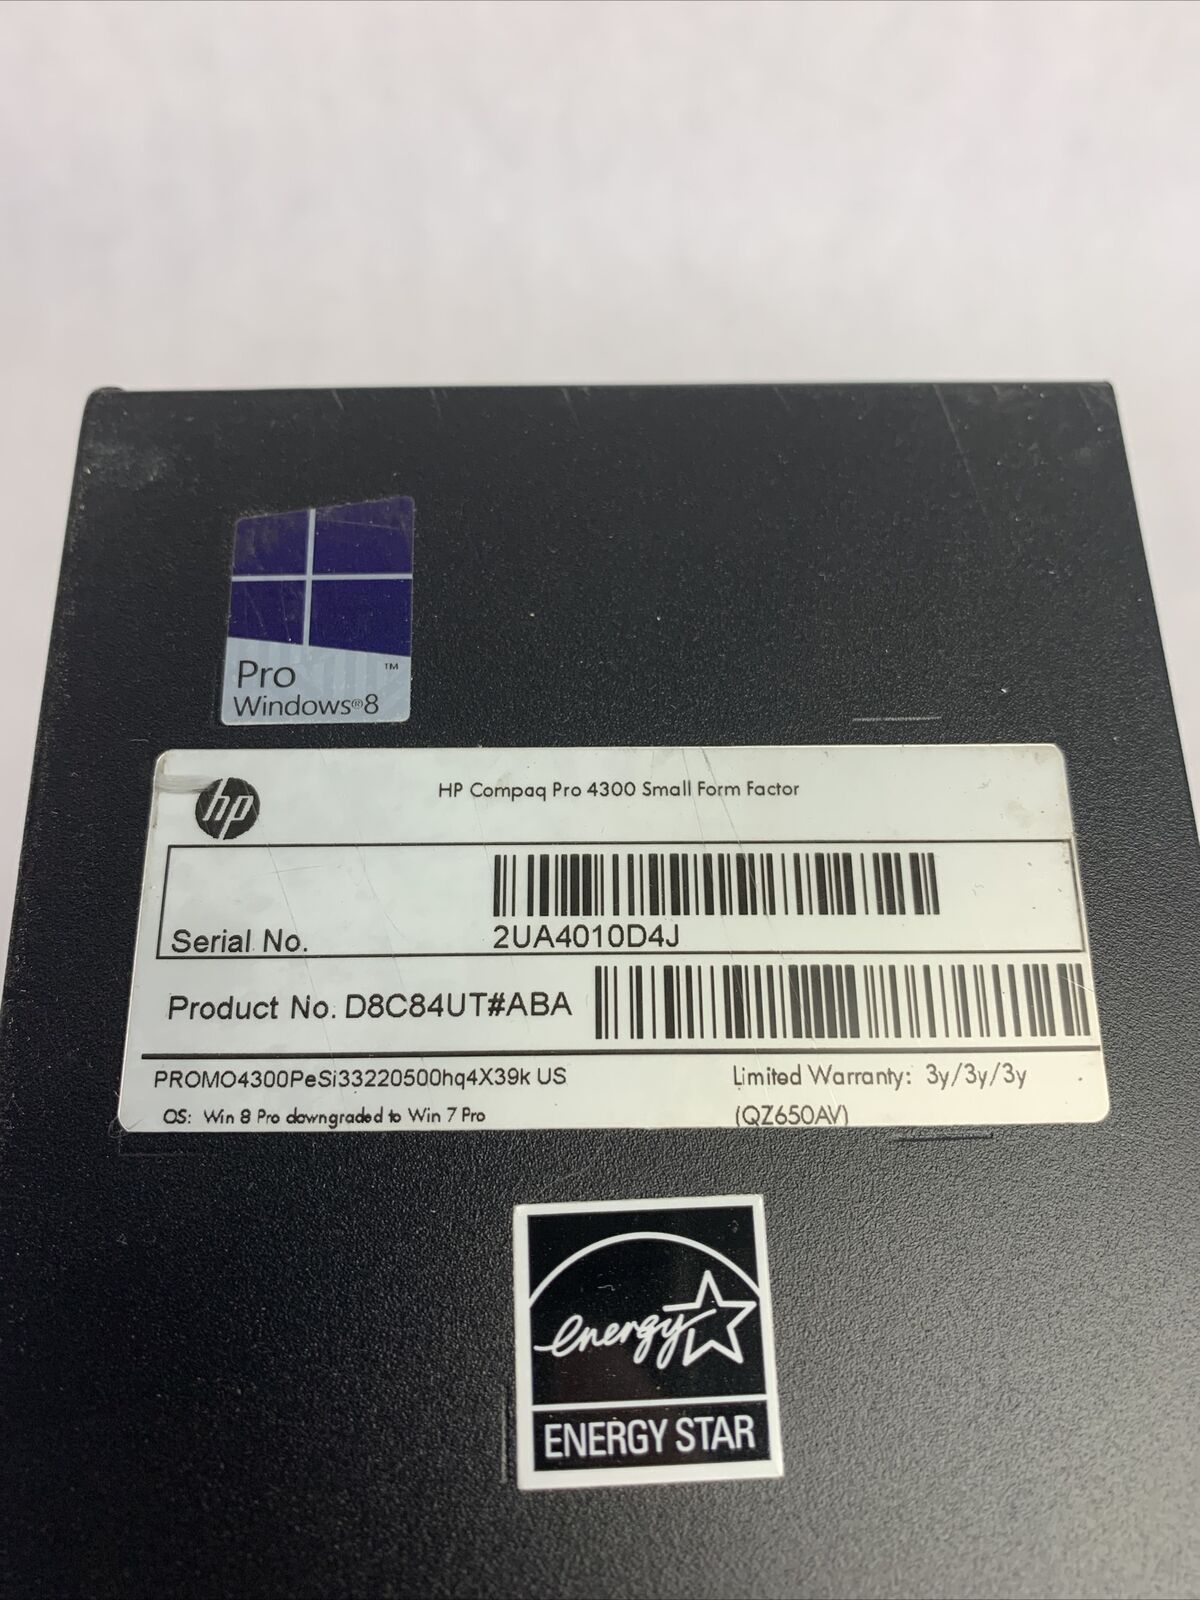 Pro ™
Windows®8
hp
HP Compaq Pro 4300 Small Form Factor
Serial No. 2UA4010D4J
Product No. D8C84UT#ABA
PROMO4300PeSi33220500hq4X39k US Limited Warranty: 3y/3y/3y
OS: Win 8 Pro downgraded to Win 7 Pro (QZ650AV)
energy
ENERGY STAR